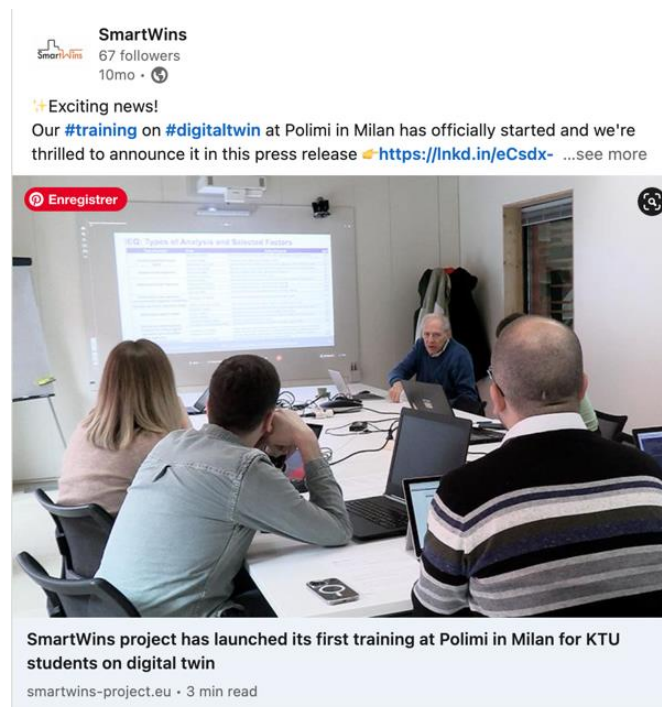 SmartWins
SmartWins
67 followers
10mo •
✨Exciting news!
Our #training on #digitaltwin at Polimi in Milan has officially started and we're
thrilled to announce it in this press release 👉https://lnkd.in/eCsdx- ...see more
Enregistrer
EQ: Types of Analysis and Selected Factors
SmartWins project has launched its first training at Polimi in Milan for KTU
students on digital twin
smartwins-project.eu • 3 min read